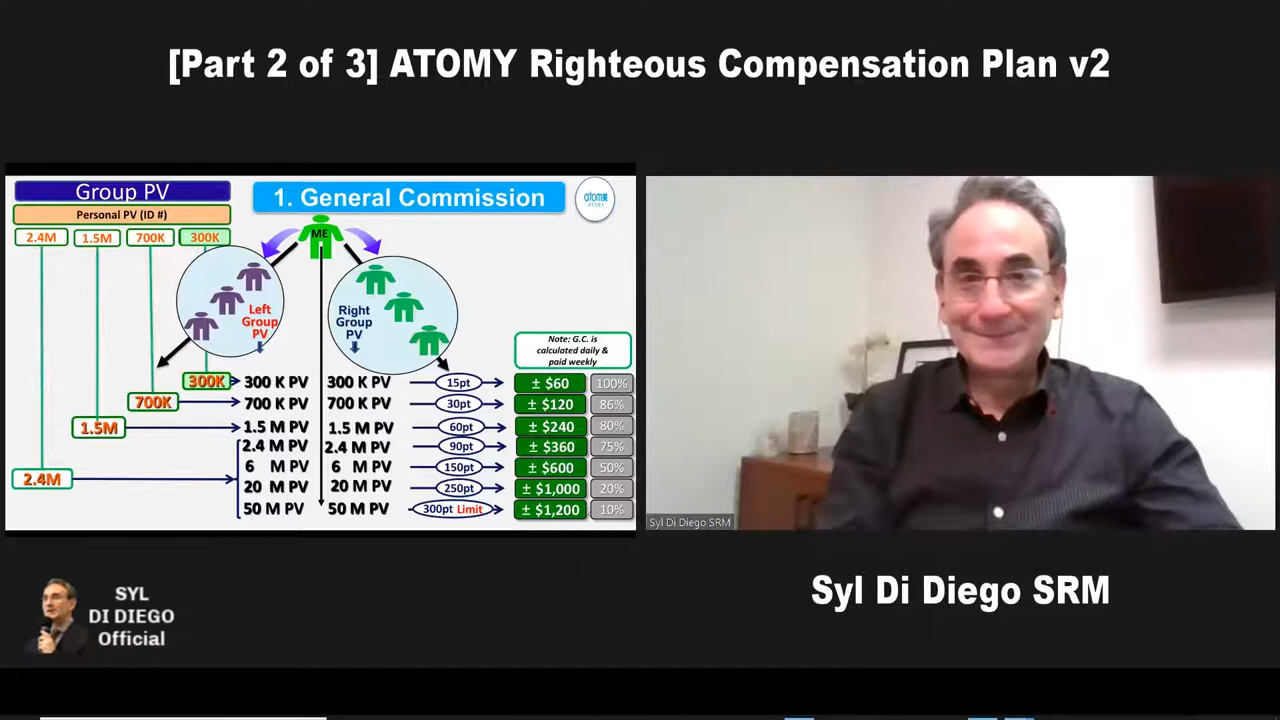 [Part 2 of 3] ATOMY Righteous Compensation Plan v2
Group PV
Personal PV (ID #)
2.4M 1.5M 700K 300K
1. General Commission
atomy
ATOMY
ME
Left
Group
PV
Right
Group
PV
Note: G.C. is
calculated daily &
paid weekly
300K 300 K PV 300 K PV 15pt ± $60 100%
700K 700 K PV 700 K PV 30pt ± $120 86%
1.5M 1.5 M PV 1.5 M PV 60pt ± $240 80%
2.4 M PV 2.4 M PV 90pt ± $360 75%
2.4M 6 M PV 6 M PV 150pt ± $600 50%
20 M PV 20 M PV 250pt ± $1,000 20%
50 M PV 50 M PV 300pt Limit ± $1,200 10%
Syl Di Diego SRM
SYL
DI DIEGO
Official
Syl Di Diego SRM